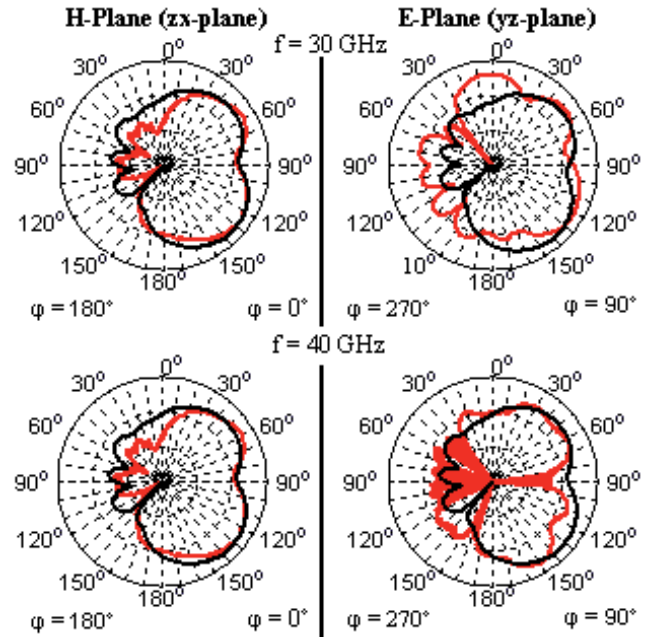 H-Plane (zx-plane) E-Plane (yz-plane)
f = 30 GHz
0° 0°
30° 30° 30° 30°
60° 60° 60° 60°
90° 90° 90° 90°
120° 120° 120° 120°
150° 150° 10° 150°
180° 180°
φ = 180° φ = 0° φ = 270° φ = 90°
f = 40 GHz
0° 0°
30° 30° 30° 30°
60° 60° 60° 60°
90° 90° 90° 90°
120° 120° 120° 120°
150° 150° 150° 150°
180° 180°
φ = 180° φ = 0° φ = 270° φ = 90°